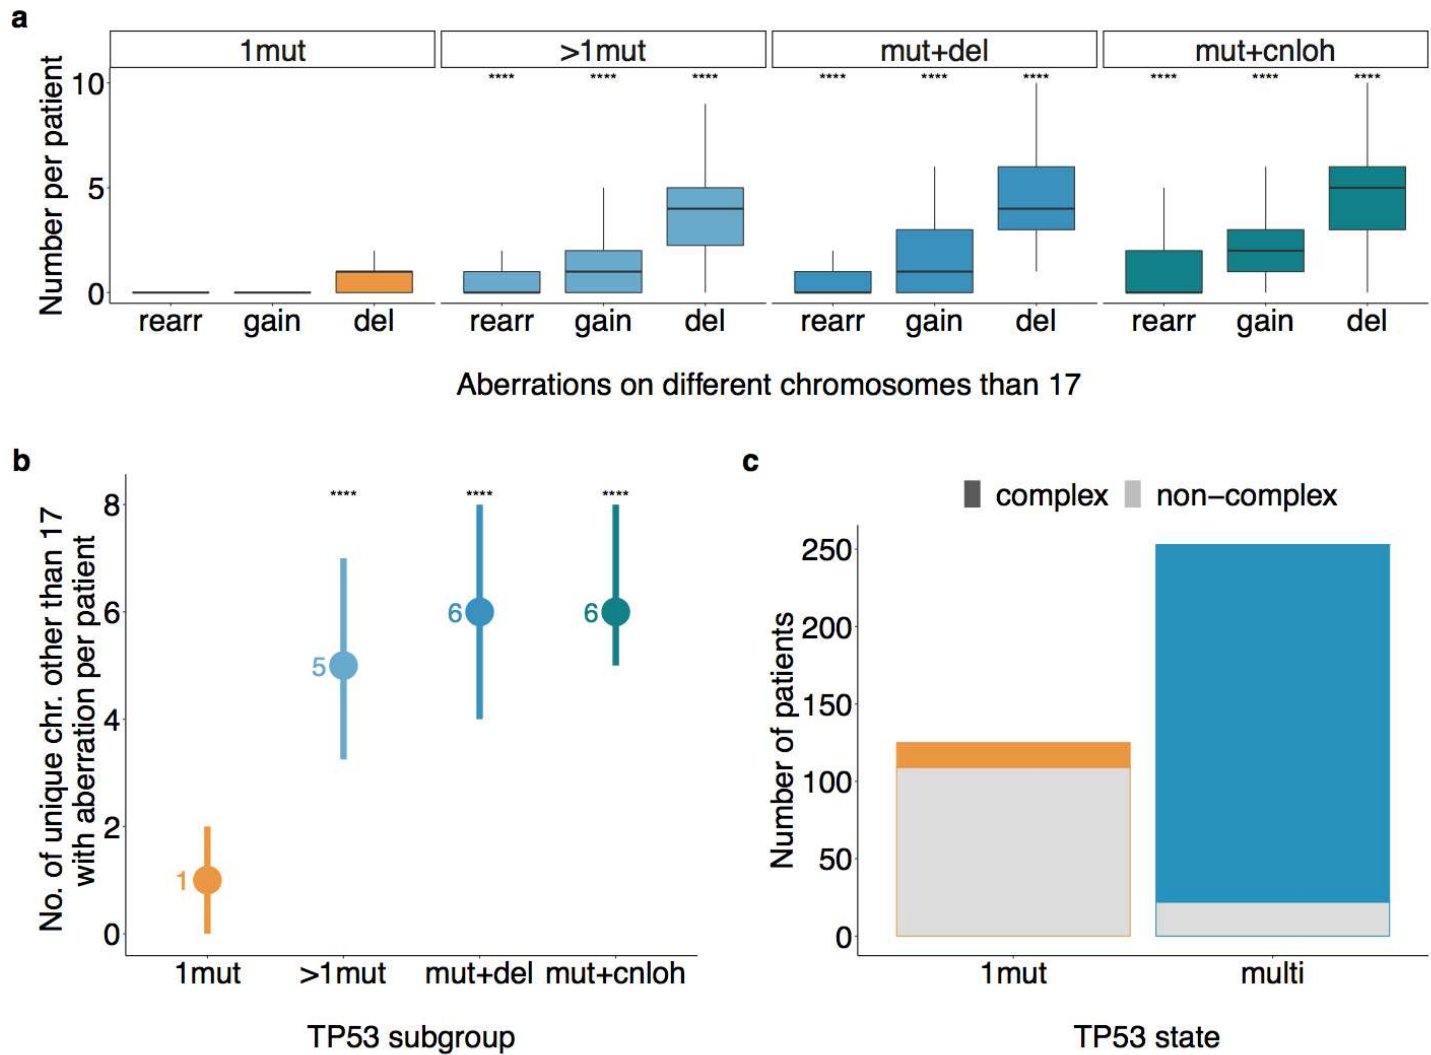 a
1mut >1mut mut+del mut+cnloh
**** **** **** **** **** **** **** **** ****
Number per patient
10
5
0
rearr gain del rearr gain del rearr gain del rearr gain del
Aberrations on different chromosomes than 17
b
No. of unique chr. other than 17
with aberration per patient
**** **** ****
8
6
4
2
0
1
5
6
6
1mut >1mut mut+del mut+cnloh
TP53 subgroup
c
complex non−complex
Number of patients
250
200
150
100
50
0
1mut multi
TP53 state